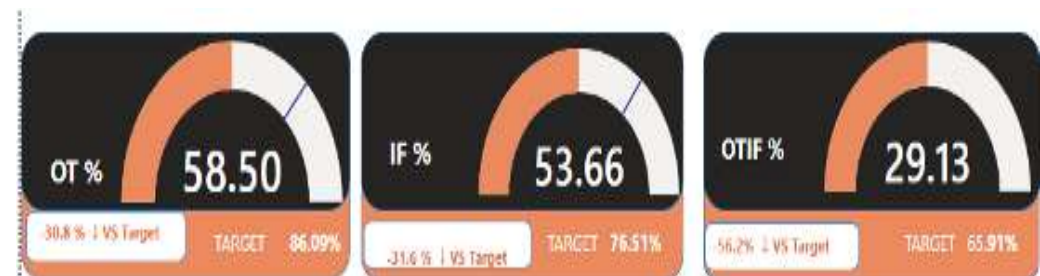 OT %
58.50
-30.8 % ↓ VS Target
TARGET 86.09%
IF %
53.66
-31.6 % ↓ VS Target
TARGET 76.51%
OTIF %
29.13
-56.2% ↓ VS Target
TARGET 65.91%